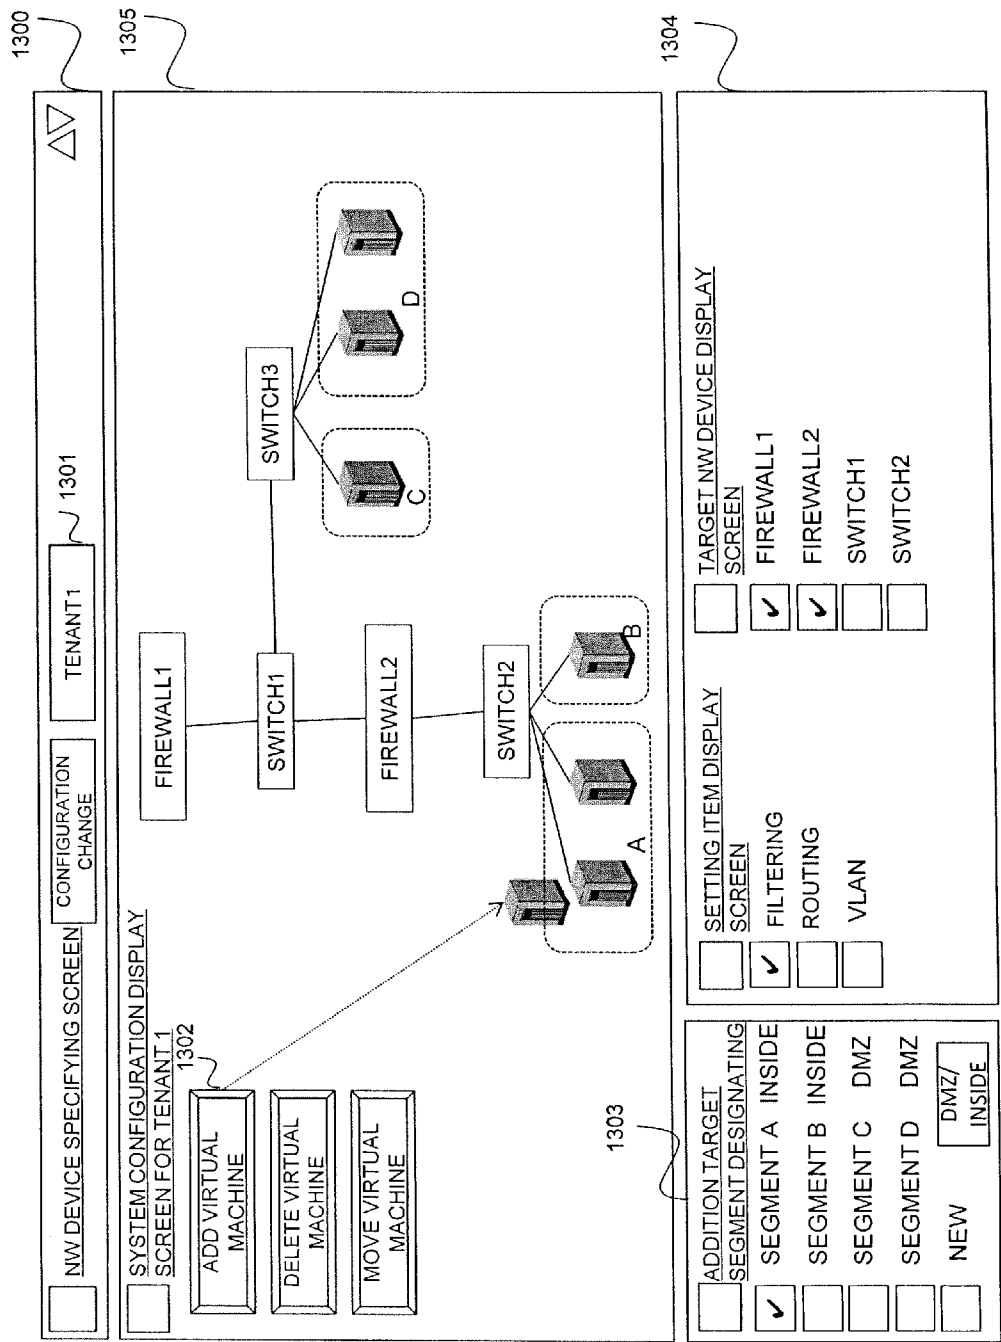 1300
NW DEVICE SPECIFYING SCREEN
CONFIGURATION
CHANGE
TENANT1
1301
1305
SYSTEM CONFIGURATION DISPLAY
SCREEN FOR TENANT 1
1302
ADD VIRTUAL
MACHINE
DELETE VIRTUAL
MACHINE
MOVE VIRTUAL
MACHINE
FIREWALL1
SWITCH1
FIREWALL2
SWITCH2
SWITCH3
A
B
C
D
1303
ADDITION TARGET
SEGMENT DESIGNATING
SEGMENT A INSIDE
SEGMENT B INSIDE
SEGMENT C DMZ
SEGMENT D DMZ
NEW
DMZ/
INSIDE
1304
SETTING ITEM DISPLAY
SCREEN
FILTERING
ROUTING
VLAN
TARGET NW DEVICE DISPLAY
SCREEN
FIREWALL1
FIREWALL2
SWITCH1
SWITCH2